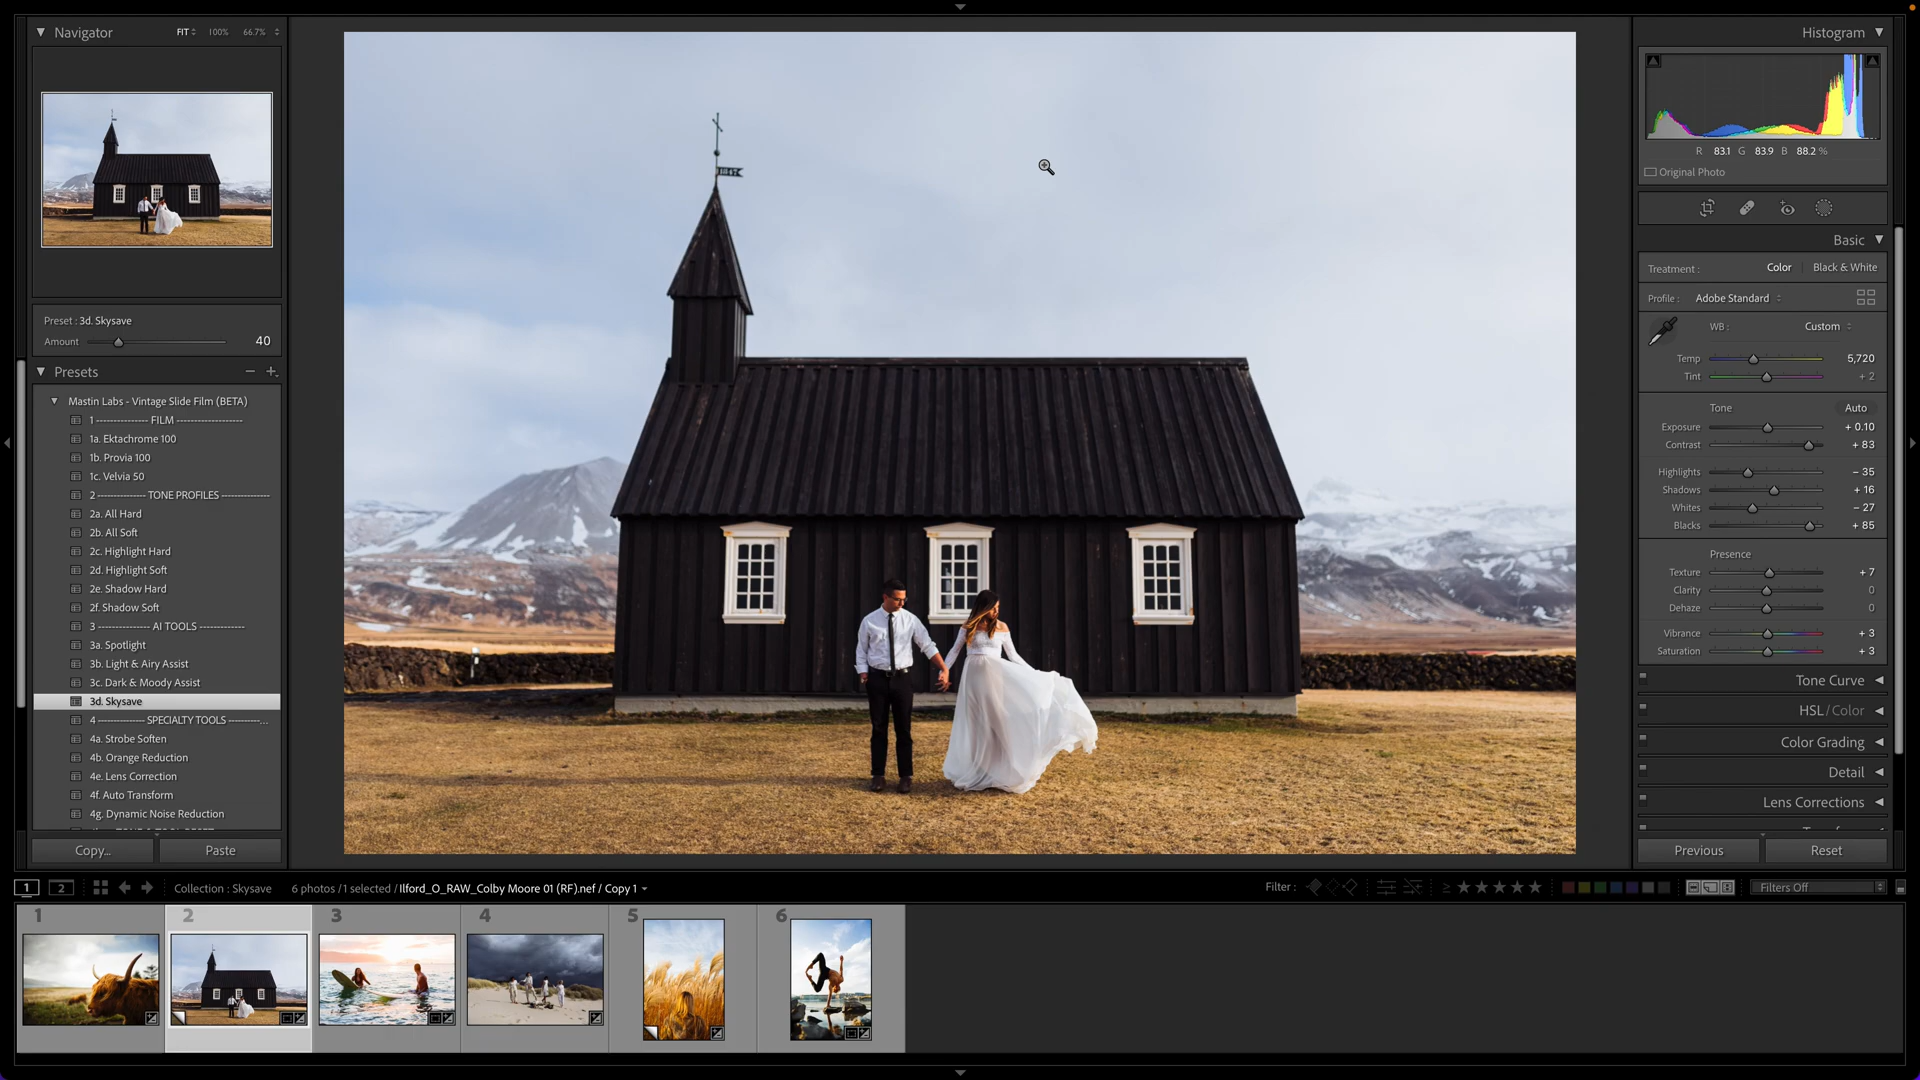 Navigator
FIT 100% 66.7%
Preset : 3d. Skysave
Amount 40
Presets
Mastin Labs - Vintage Slide Film (BETA)
1 --------------- FILM -------------------
1a. Ektachrome 100
1b. Provia 100
1c. Velvia 50
2 --------------- TONE PROFILES ---------------
2a. All Hard
2b. All Soft
2c. Highlight Hard
2d. Highlight Soft
2e. Shadow Hard
2f. Shadow Soft
3 --------------- AI TOOLS -------------
3a. Spotlight
3b. Light & Airy Assist
3c. Dark & Moody Assist
3d. Skysave
4 --------------- SPECIALTY TOOLS ----------...
4a. Strobe Soften
4b. Orange Reduction
4e. Lens Correction
4f. Auto Transform
4g. Dynamic Noise Reduction
Copy...
Paste
1847
Histogram
R 83.1 G 83.9 B 88.2 %
Original Photo
Basic
Treatment : Color Black & White
Profile : Adobe Standard
WB : Custom
Temp 5,720
Tint + 2
Tone Auto
Exposure + 0.10
Contrast + 83
Highlights − 35
Shadows + 16
Whites − 27
Blacks + 85
Presence
Texture + 7
Clarity 0
Dehaze 0
Vibrance + 3
Saturation + 3
Tone Curve
HSL / Color
Color Grading
Detail
Lens Corrections
Previous
Reset
1 2 Collection : Skysave 6 photos / 1 selected / Ilford_O_RAW_Colby Moore 01 (RF).nef / Copy 1
Filter : ≥ ★ ★ ★ ★ ★ Filters Off
1 2 3 4 5 6